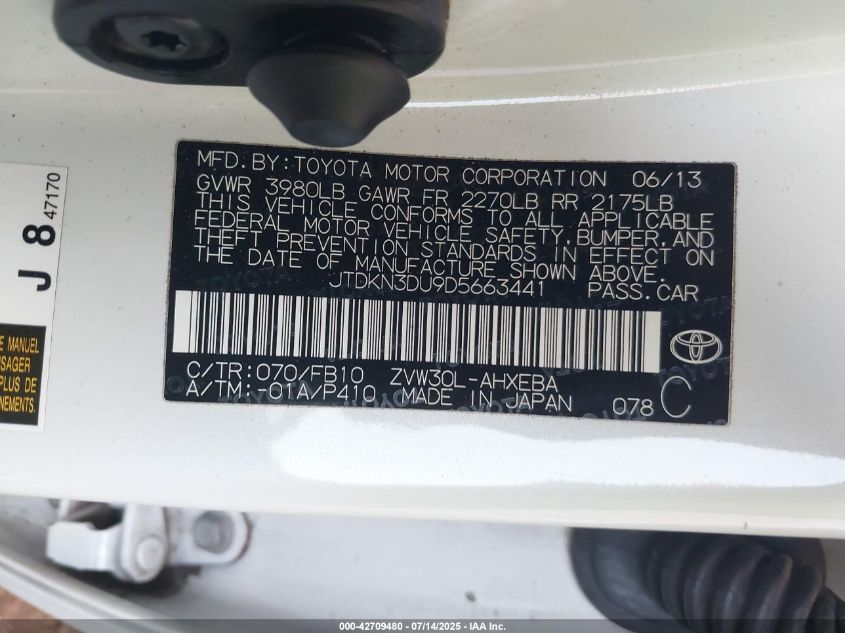 MFD. BY: TOYOTA MOTOR CORPORATION 06/13
GVWR 3980LB GAWR FR 2270LB RR 2175LB
THIS VEHICLE CONFORMS TO ALL APPLICABLE
FEDERAL MOTOR VEHICLE SAFETY, BUMPER, AND
THEFT PREVENTION STANDARDS IN EFFECT ON
THE DATE OF MANUFACTURE SHOWN ABOVE.
JTDKN3DU9D5663441 PASS. CAR
C/TR: 070/FB10 ZVW30L-AHXEBA
A/TM: -01A/P410 MADE IN JAPAN 078 C
J 8 47170
E MANUEL
SAGER
PLUS DE
NEMENTS.
000-42709480 - 07/14/2025 - IAA Inc.